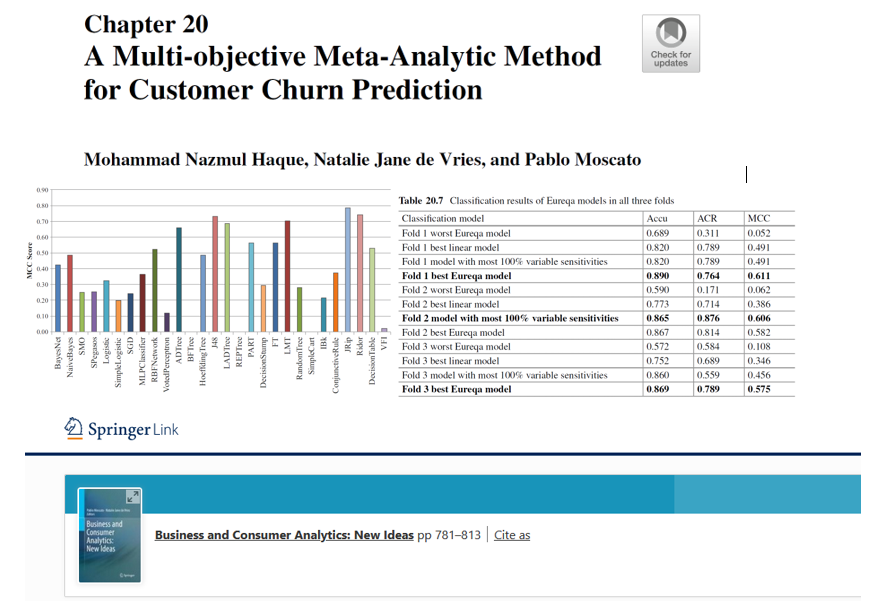 Chapter 20
A Multi-objective Meta-Analytic Method
for Customer Churn Prediction
Check for
updates
Mohammad Nazmul Haque, Natalie Jane de Vries, and Pablo Moscato
MCC Score
0.90
0.80
0.70
0.60
0.50
0.40
0.30
0.20
0.10
0.00
BayesNet
NaiveBayes
SMO
SPegasos
Logistic
SimpleLogistic
SGD
MLPClassifier
RBFNetwork
VotedPerceptron
ADTree
BFTree
HoeffdingTree
J48
LADTree
REPTree
PART
DecisionStump
FT
LMT
RandomTree
SimpleCart
IBk
ConjunctiveRule
JRip
Ridor
DecisionTable
VFI
Table 20.7 Classification results of Eureqa models in all three folds
Classification model Accu ACR MCC
Fold 1 worst Eureqa model 0.689 0.311 0.052
Fold 1 best linear model 0.820 0.789 0.491
Fold 1 model with most 100% variable sensitivities 0.820 0.789 0.491
Fold 1 best Eureqa model 0.890 0.764 0.611
Fold 2 worst Eureqa model 0.590 0.171 0.062
Fold 2 best linear model 0.773 0.714 0.386
Fold 2 model with most 100% variable sensitivities 0.865 0.876 0.606
Fold 2 best Eureqa model 0.867 0.814 0.582
Fold 3 worst Eureqa model 0.572 0.584 0.108
Fold 3 best linear model 0.752 0.689 0.346
Fold 3 model with most 100% variable sensitivities 0.860 0.559 0.456
Fold 3 best Eureqa model 0.869 0.789 0.575
Springer Link
Business and
Consumer
Analytics:
New Ideas
Springer
Business and Consumer Analytics: New Ideas pp 781–813 | Cite as